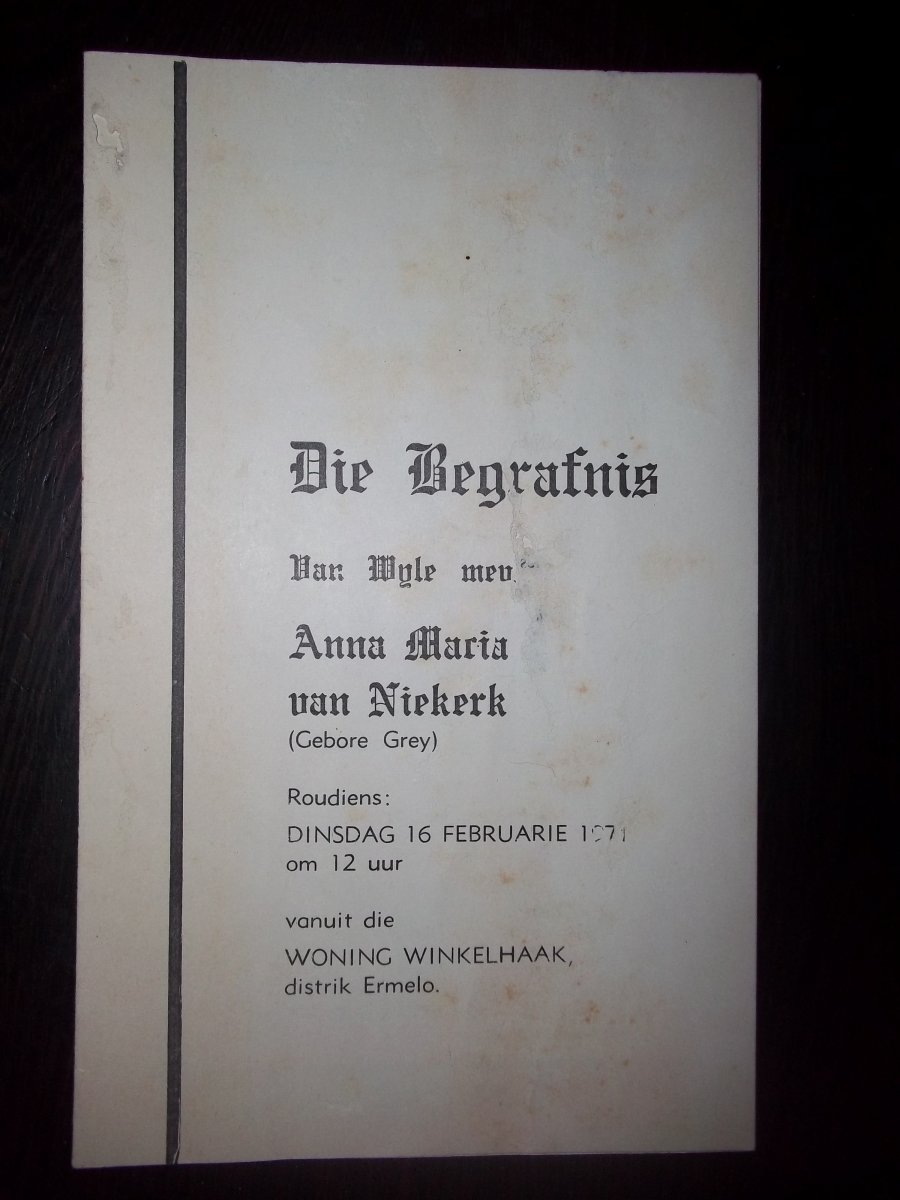 Die Begrafnis
Van Wyle mev.
Anna Maria
van Niekerk
(Gebore Grey)
Roudiens:
DINSDAG 16 FEBRUARIE 1971
om 12 uur
vanuit die
WONING WINKELHAAK,
distrik Ermelo.